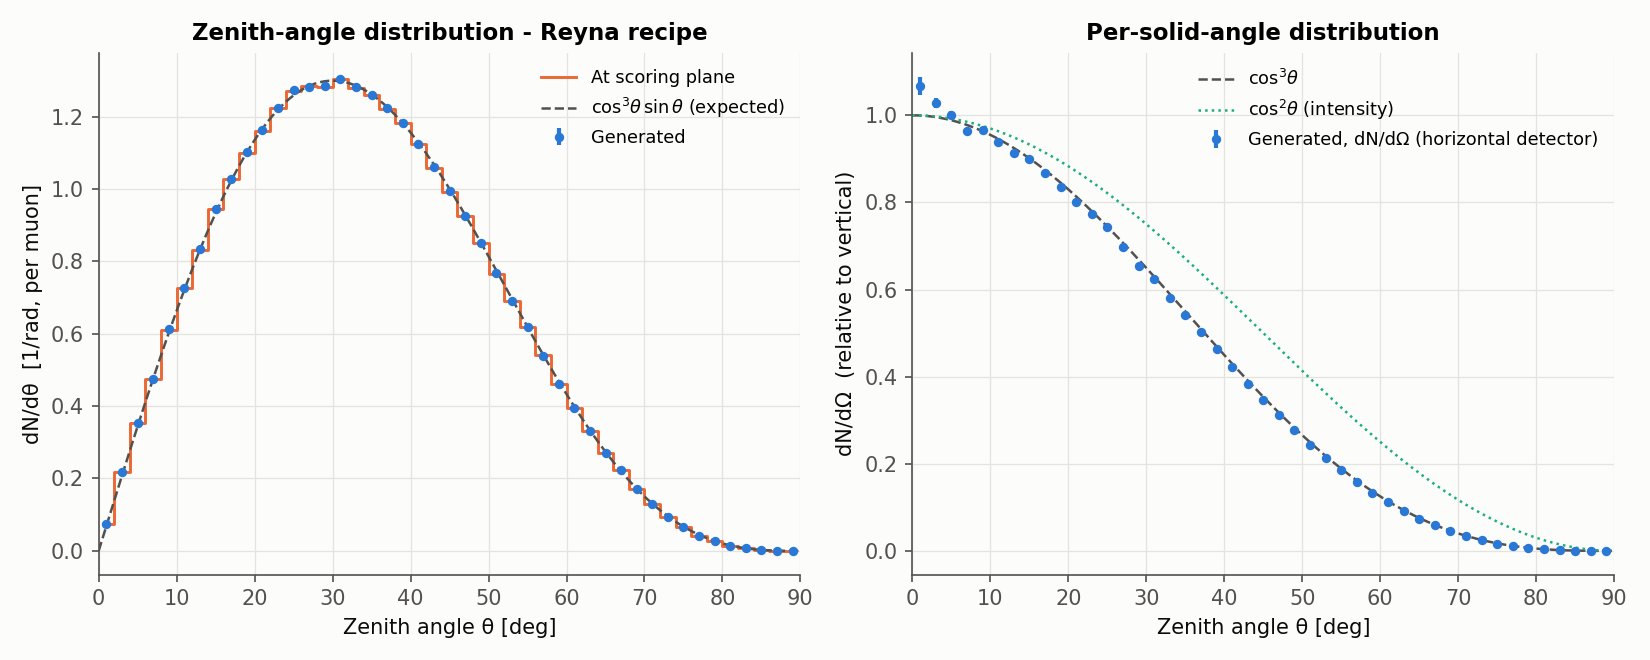 Zenith-angle distribution - Reyna recipe
At scoring plane
cos³θ sin θ (expected)
Generated
dN/dθ [1/rad, per muon]
1.2
1.0
0.8
0.6
0.4
0.2
0.0
0 10 20 30 40 50 60 70 80 90
Zenith angle θ [deg]
Per-solid-angle distribution
cos³θ
cos²θ (intensity)
Generated, dN/dΩ (horizontal detector)
dN/dΩ (relative to vertical)
1.0
0.8
0.6
0.4
0.2
0.0
0 10 20 30 40 50 60 70 80 90
Zenith angle θ [deg]